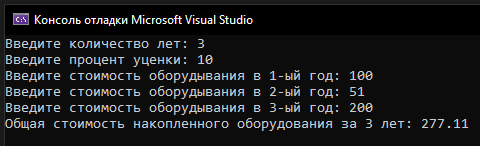 Консоль отладки Microsoft Visual Studio
Введите количество лет: 3
Введите процент уценки: 10
Введите стоимость оборудывания в 1-ый год: 100
Введите стоимость оборудывания в 2-ый год: 51
Введите стоимость оборудывания в 3-ый год: 200
Общая стоимость накопленного обородования за 3 лет: 277.11